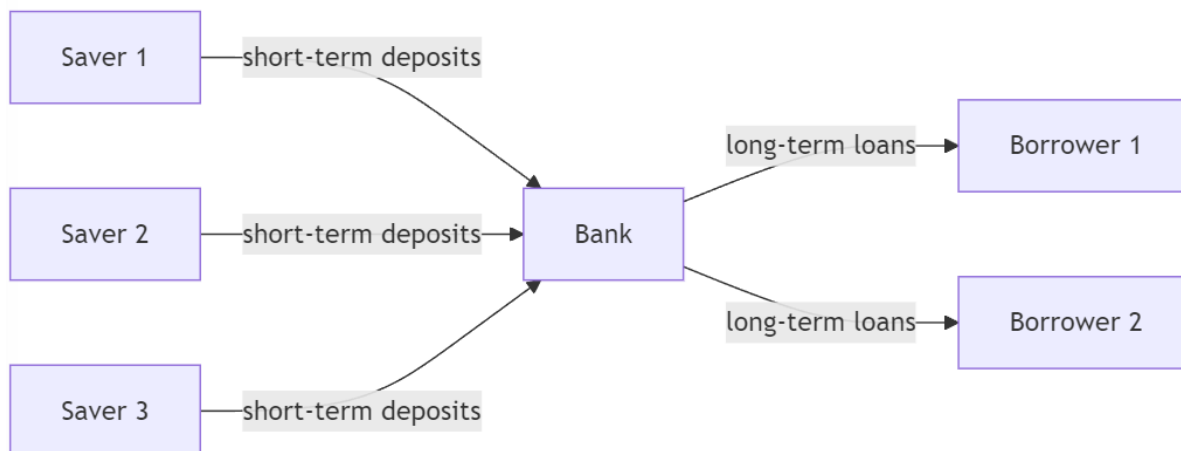 Saver 1
short-term deposits
Saver 2
short-term deposits
Saver 3
short-term deposits
Bank
long-term loans
Borrower 1
long-term loans
Borrower 2